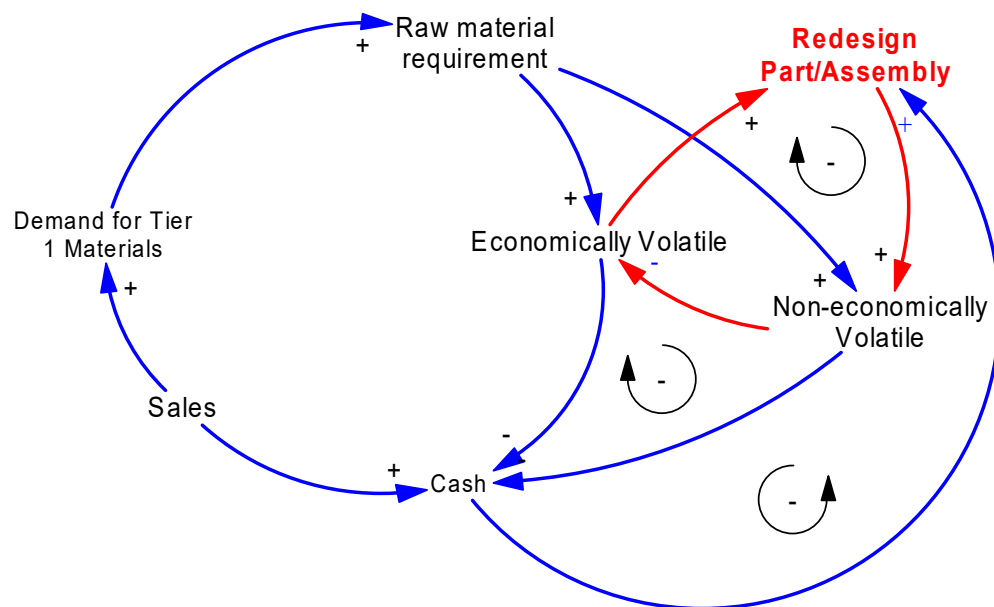 Raw material
requirement
+
Redesign
Part/Assembly
+
+
-
Demand for Tier
1 Materials
+
+
Economically Volatile
-
+
+
Non-economically
Volatile
Sales
-
-
-
+
Cash
-